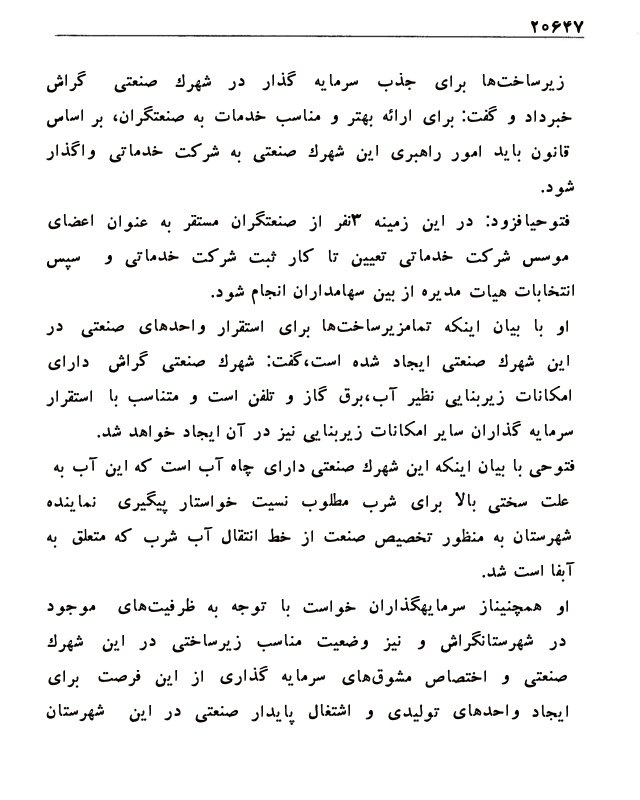 ۲۰۶۴۷
زیرساخت‌ها برای جذب سرمایه گذار در شهرك صنعتی گراش
خبرداد و گفت: برای ارائه بهتر و مناسب خدمات به صنعتگران، بر اساس
قانون باید امور راهبری این شهرك صنعتی به شرکت خدماتی واگذار
شود.
فتوحیافزود: در این زمینه ۳نفر از صنعتگران مستقر به عنوان اعضای
موسس شرکت خدماتی تعیین تا کار ثبت شرکت خدماتی و سپس
انتخابات هیات مدیره از بین سهامداران انجام شود.
او با بیان اینکه تمامزیرساخت‌ها برای استقرار واحدهای صنعتی در
این شهرك صنعتی ایجاد شده است،گفت: شهرك صنعتی گراش دارای
امکانات زیربنایی نظیر آب،برق گاز و تلفن است و متناسب با استقرار
سرمایه گذاران سایر امکانات زیربنایی نیز در آن ایجاد خواهد شد.
فتوحی با بیان اینکه این شهرك صنعتی دارای چاه آب است که این آب به
علت سختی بالا برای شرب مطلوب نسیت خواستار پیگیری نماینده
شهرستان به منظور تخصیص صنعت از خط انتقال آب شرب که متعلق به
آبفا است شد.
او همچنیناز سرمایهگذاران خواست با توجه به ظرفیت‌های موجود
در شهرستانگراش و نیز وضعیت مناسب زیرساختی در این شهرك
صنعتی و اختصاص مشوق‌های سرمایه گذاری از این فرصت برای
ایجاد واحدهای تولیدی و اشتغال پایدار صنعتی در این شهرستان